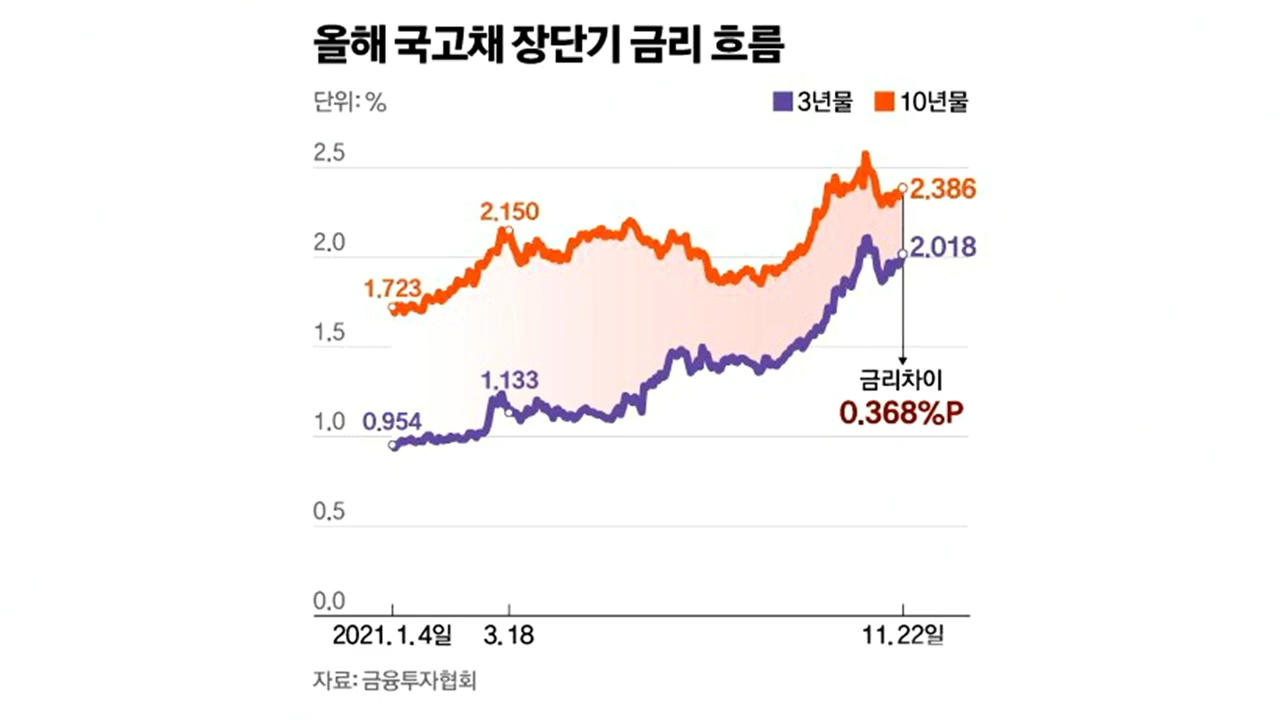 올해 국고채 장단기 금리 흐름
단위: %
3년물 10년물
2.5
2.386
2.150
2.018
2.0
1.723
1.5
1.133
금리차이
0.368%P
1.0
0.954
0.5
0.0
2021.1.4일 3.18 11.22일
자료: 금융투자협회